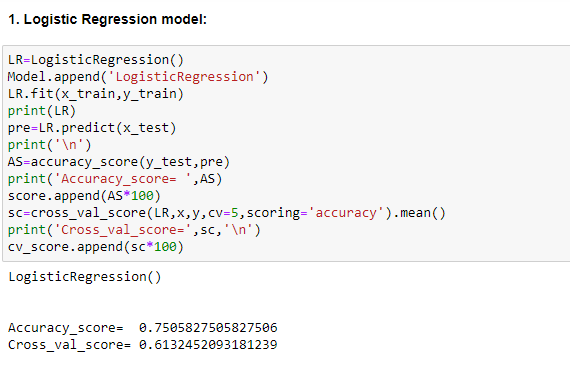 1. Logistic Regression model:
LR=LogisticRegression()
Model.append('LogisticRegression')
LR.fit(x_train,y_train)
print(LR)
pre=LR.predict(x_test)
print('\n')
AS=accuracy_score(y_test,pre)
print('Accuracy_score= ',AS)
score.append(AS*100)
sc=cross_val_score(LR,x,y,cv=5,scoring='accuracy').mean()
print('Cross_val_score=',sc,'\n')
cv_score.append(sc*100)
LogisticRegression()
Accuracy_score=  0.7505827505827506
Cross_val_score= 0.6132452093181239